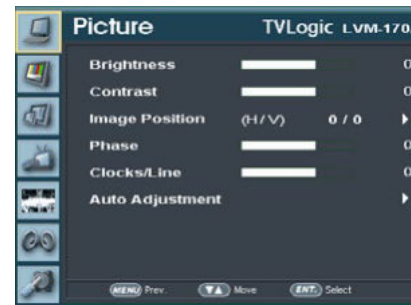 Picture TVLogic LVM-170
Brightness 0
Contrast 0
Image Position (H/V) 0 / 0
Phase 0
Clocks/Line 0
Auto Adjustment
MENU Prev. ▼▲ Move ENT. Select